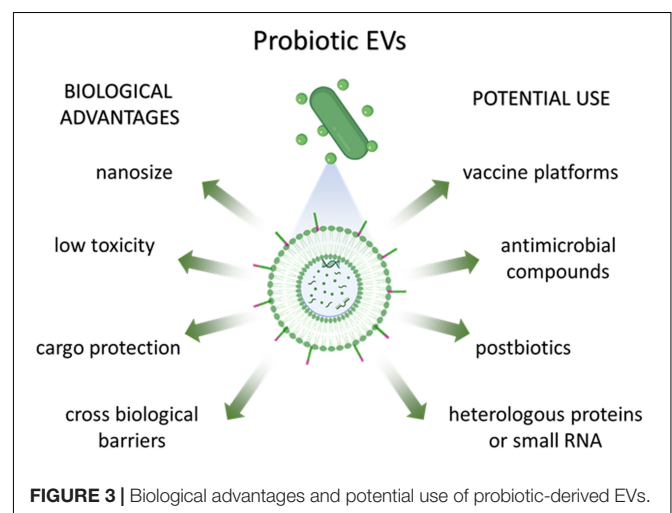 Probiotic EVs
BIOLOGICAL
ADVANTAGES
nanosize
low toxicity
cargo protection
cross biological
barriers
POTENTIAL USE
vaccine platforms
antimicrobial
compounds
postbiotics
heterologous proteins
or small RNA
FIGURE 3 | Biological advantages and potential use of probiotic-derived EVs.